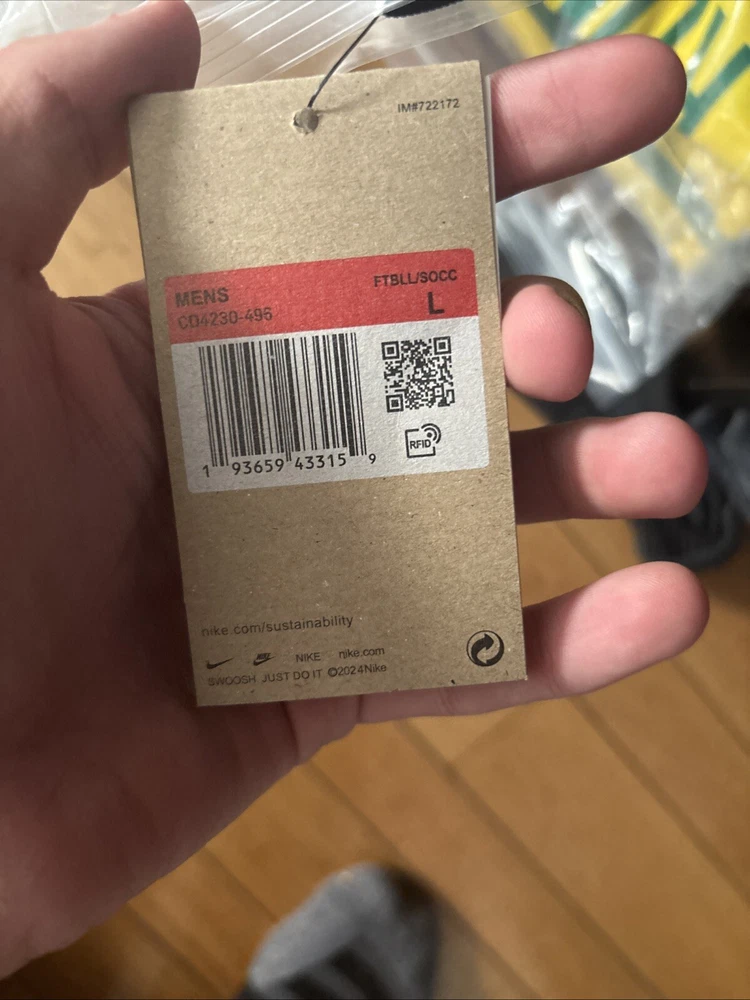 IM#722172
MENS
FTBLL/SOCC
CD4230-496
L
1 93659 43315 9
RFID
nike.com/sustainability
NIKE nike.com
SWOOSH JUST DO IT ©2024Nike